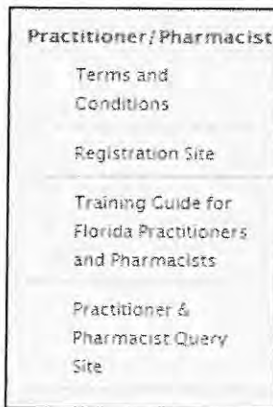 Practitioner/Pharmacist
Terms and
Conditions
Registration Site
Training Guide for
Florida Practitioners
and Pharmacists
Practitioner &
Pharmacist Query
Site